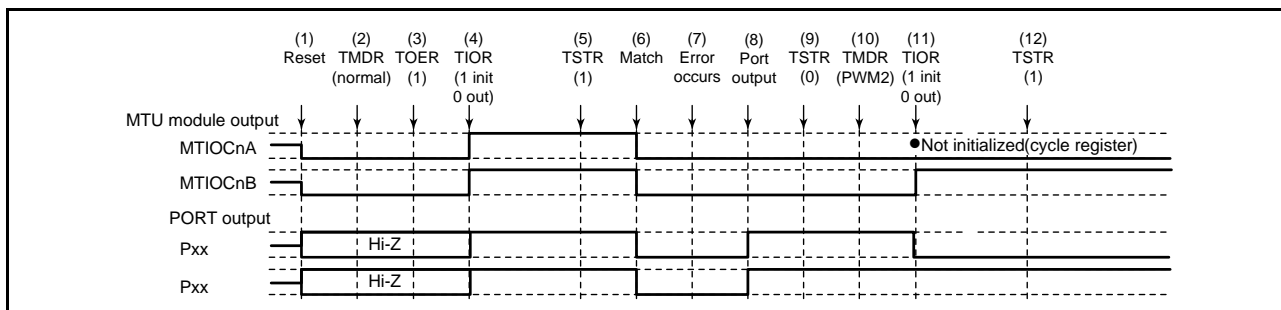 (1) (2) (3) (4) (5) (6) (7) (8) (9) (10) (11) (12)
Reset TMDR TOER TIOR TSTR Match Error Port TSTR TMDR TIOR TSTR
(normal) (1) (1 init (1) occurs output (0) (PWM2) (1 init (1)
0 out) 0 out)
MTU module output
MTIOCnA
Not initialized(cycle register)
MTIOCnB
PORT output
Pxx Hi-Z
Pxx Hi-Z